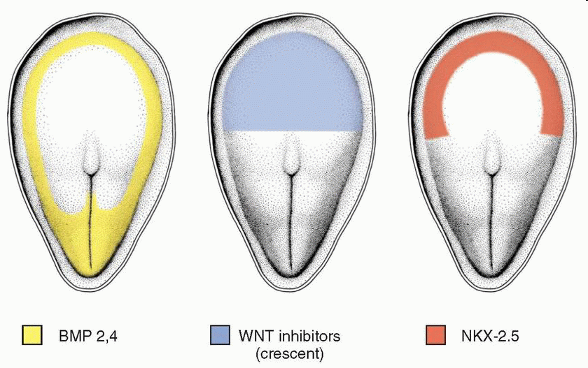 BMP 2,4
WNT inhibitors
(crescent)
NKX-2.5